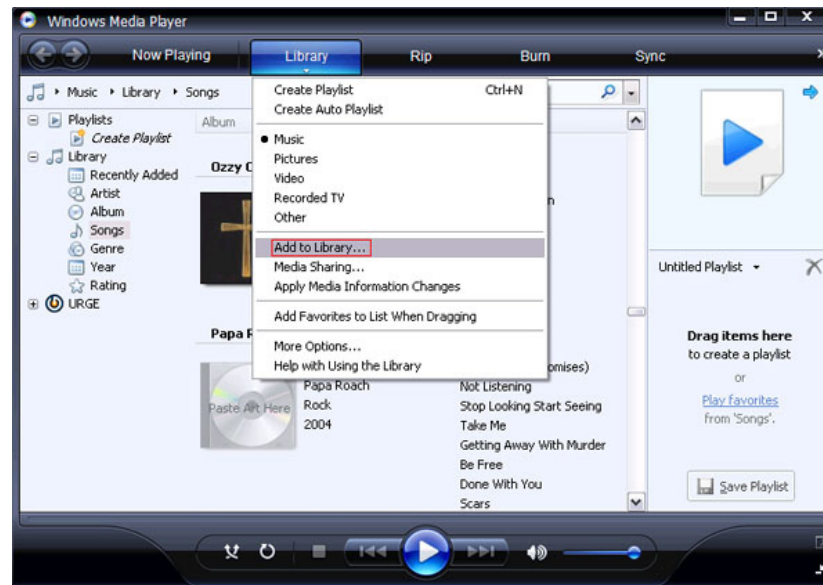 Windows Media Player
Now Playing
Library
Rip
Burn
Sync
Music ▸ Library ▸ Songs
Playlists
Create Playlist
Library
Recently Added
Artist
Album
Songs
Genre
Year
Rating
URGE
Album
Ozzy
Papa
Paste Art Here
Papa Roach
Rock
2004
Create Playlist Ctrl+N
Create Auto Playlist
Music
Pictures
Video
Recorded TV
Other
Add to Library...
Media Sharing...
Apply Media Information Changes
Add Favorites to List When Dragging
More Options...
Help with Using the Library
Not Listening
Stop Looking Start Seeing
Take Me
Getting Away With Murder
Be Free
Done With You
Scars
Untitled Playlist
Drag items here
to create a playlist
or
Play favorites
from 'Songs'.
Save Playlist